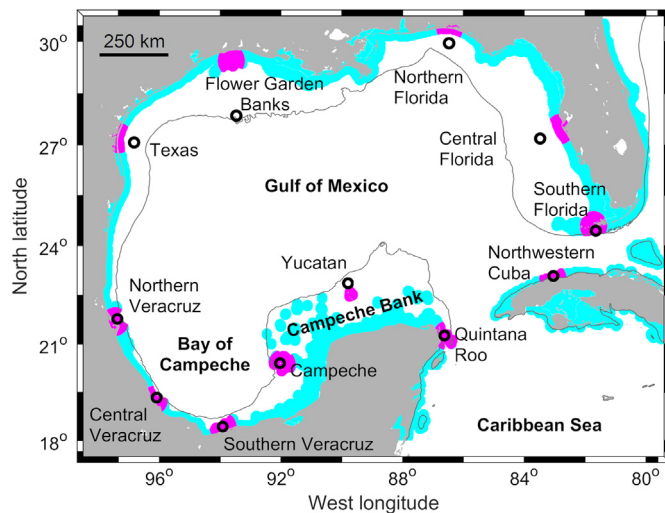 30°
250 km
Northern
Florida
Flower Garden
Banks
27°
Texas
Central
Florida
Gulf of Mexico
Southern
Florida
North latitude
24°
Yucatan
Northwestern
Cuba
Northern
Veracruz
Campeche Bank
21°
Bay of
Campeche
Quintana
Roo
Campeche
Central
Veracruz
Southern Veracruz
Caribbean Sea
18°
96°
92°
88°
84°
80°
West longitude